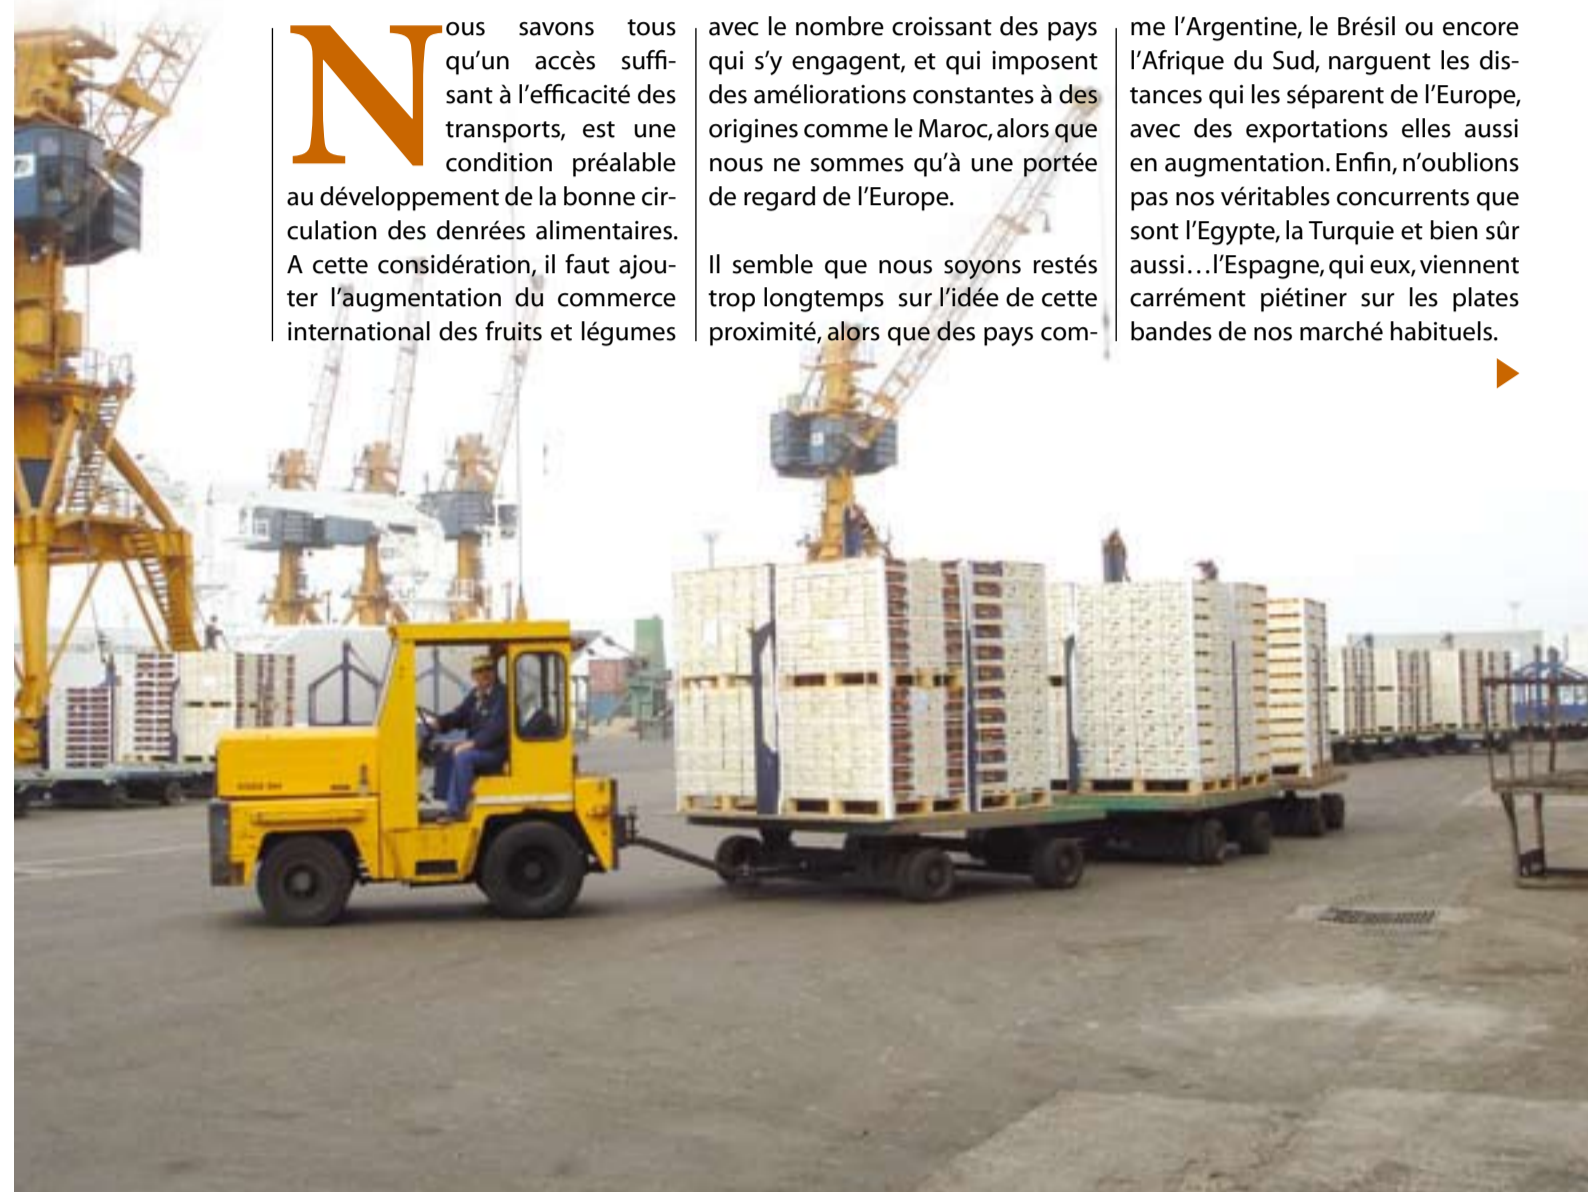 Nous savons tous
qu’un accès suffi-
sant à l’efficacité des
transports, est une
condition préalable
au développement de la bonne cir-
culation des denrées alimentaires.
A cette considération, il faut ajou-
ter l’augmentation du commerce
international des fruits et légumes
avec le nombre croissant des pays
qui s’y engagent, et qui imposent
des améliorations constantes à des
origines comme le Maroc, alors que
nous ne sommes qu’à une portée
de regard de l’Europe.
Il semble que nous soyons restés
trop longtemps sur l’idée de cette
proximité, alors que des pays com-
me l’Argentine, le Brésil ou encore
l’Afrique du Sud, narguent les dis-
tances qui les séparent de l’Europe,
avec des exportations elles aussi
en augmentation. Enfin, n’oublions
pas nos véritables concurrents que
sont l’Egypte, la Turquie et bien sûr
aussi…l’Espagne, qui eux, viennent
carrément piétiner sur les plates
bandes de nos marché habituels.